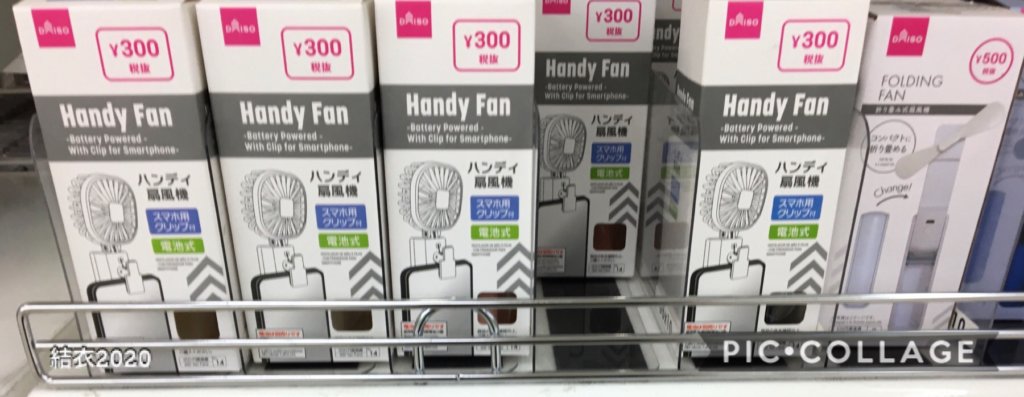 DAISO
¥300
税抜
Handy Fan
-Battery Powered-
With Clip for Smartphone-
ハンディ
扇風機
スマホ用
クリップ付
電池式
DAISO
¥300
税抜
Handy Fan
-Battery Powered-
With Clip for Smartphone-
ハンディ
扇風機
スマホ用
クリップ付
電池式
DAISO
¥300
税抜
Handy Fan
-Battery Powered-
With Clip for Smartphone-
ハンディ
扇風機
スマホ用
クリップ付
電池式
¥300
税抜
Handy Fan
-Battery Powered-
With Clip for Smartphone-
ハンディ
扇風機
スマホ用
クリップ付
電池式
DAISO
¥300
税抜
Handy Fan
-Battery Powered-
With Clip for Smartphone-
ハンディ
扇風機
スマホ用
クリップ付
電池式
DAISO
¥500
税抜
FOLDING
FAN
折り畳み式扇風機
コンパクトに
折り畳める
Change!
結衣2020
PIC•COLLAGE